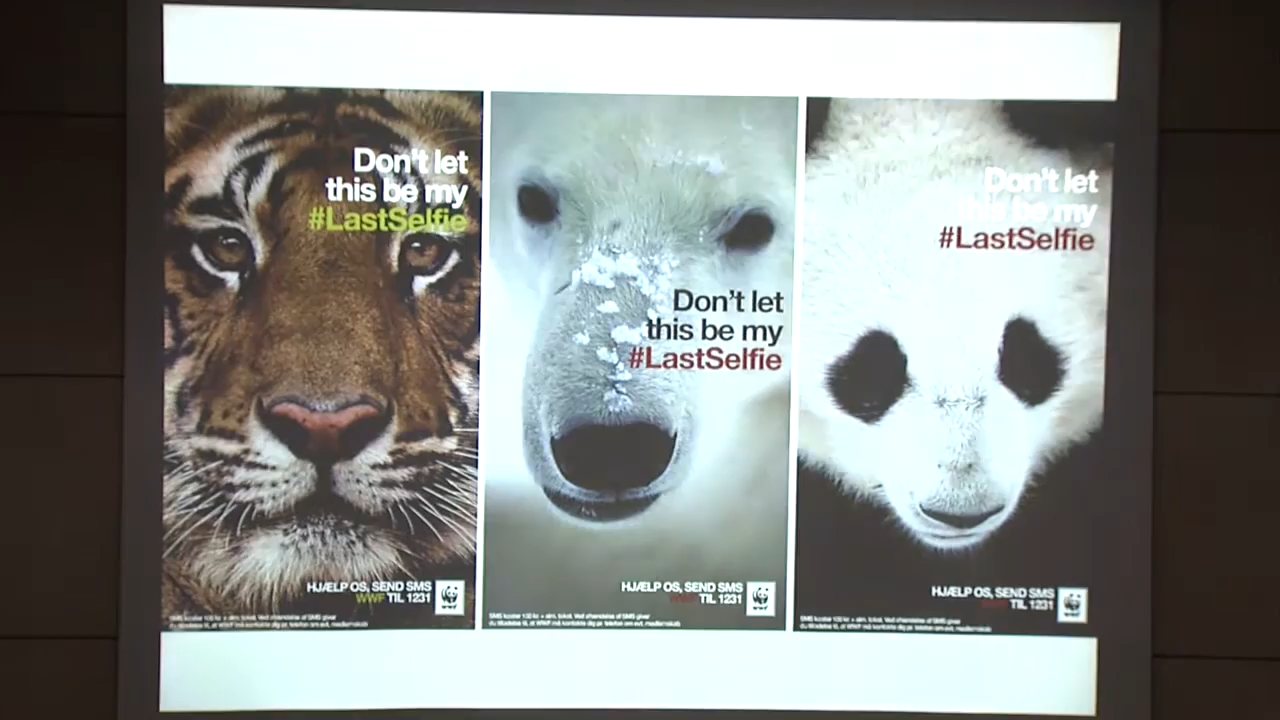 Don't let
this be my
#LastSelfie
HJÆLP OS, SEND SMS
WWF TIL 1231
WWF
Don't let
this be my
#LastSelfie
HJÆLP OS, SEND SMS
WWF TIL 1231
WWF
Don't let
this be my
#LastSelfie
HJÆLP OS, SEND SMS
WWF TIL 1231
WWF